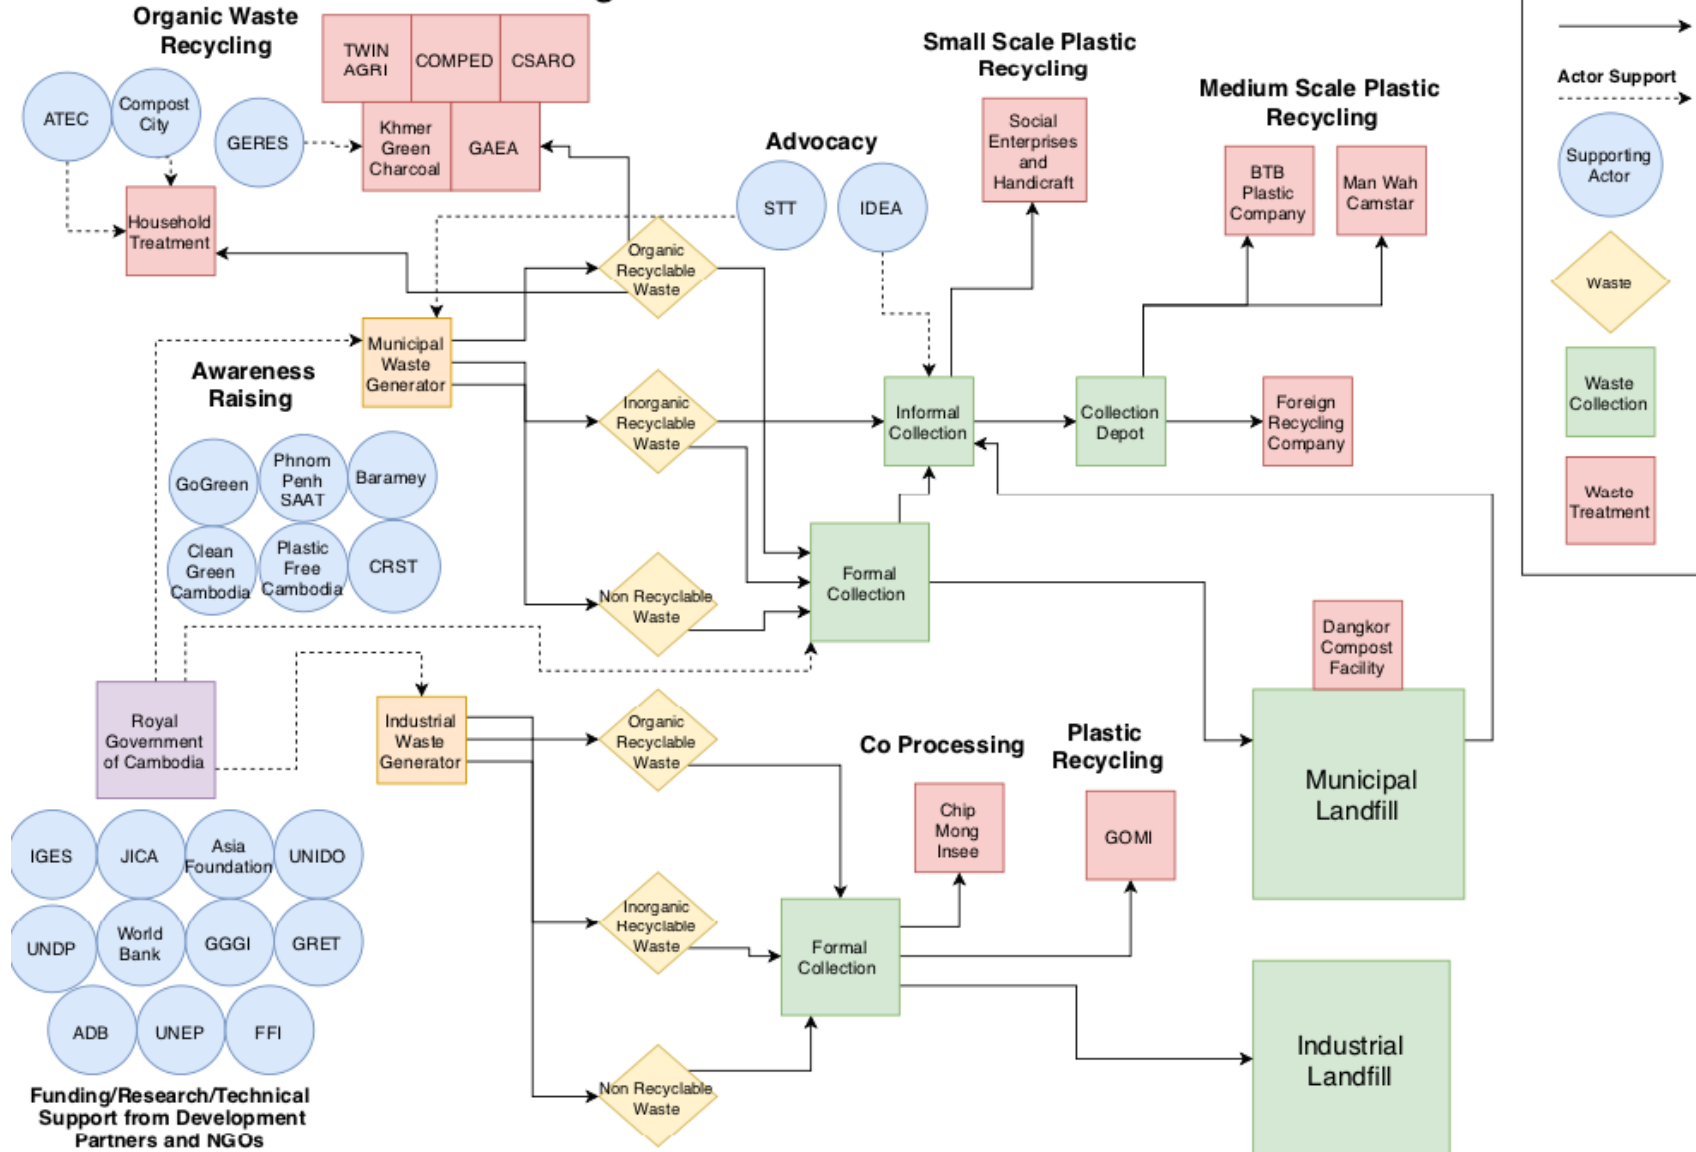 Organic Waste
Recycling
TWIN
AGRI
COMPED
CSARO
ATEC
Compost
City
GERES
Khmer
Green
Charcoal
GAEA
Household
Treatment
Small Scale Plastic
Recycling
Social
Enterprises
and
Handicraft
Medium Scale Plastic
Recycling
BTB
Plastic
Company
Man Wah
Camstar
Advocacy
STT
IDEA
Actor Support
Supporting
Actor
Waste
Waste
Collection
Waste
Treatment
Organic
Recyclable
Waste
Municipal
Waste
Generator
Inorganic
Recyclable
Waste
Informal
Collection
Collection
Depot
Foreign
Recycling
Company
Awareness
Raising
GoGreen
Phnom
Penh
SAAT
Baramey
Clean
Green
Cambodia
Plastic
Free
Cambodia
CRST
Non Recyclable
Waste
Formal
Collection
Dangkor
Compost
Facility
Municipal
Landfill
Royal
Government
of Cambodia
Industrial
Waste
Generator
Organic
Recyclable
Waste
Co Processing
Plastic
Recycling
Chip
Mong
Insee
GOMI
IGES
JICA
Asia
Foundation
UNIDO
UNDP
World
Bank
GGGI
GRET
ADB
UNEP
FFI
Funding/Research/Technical
Support from Development
Partners and NGOs
Inorganic
Recyclable
Waste
Formal
Collection
Non Recyclable
Waste
Industrial
Landfill